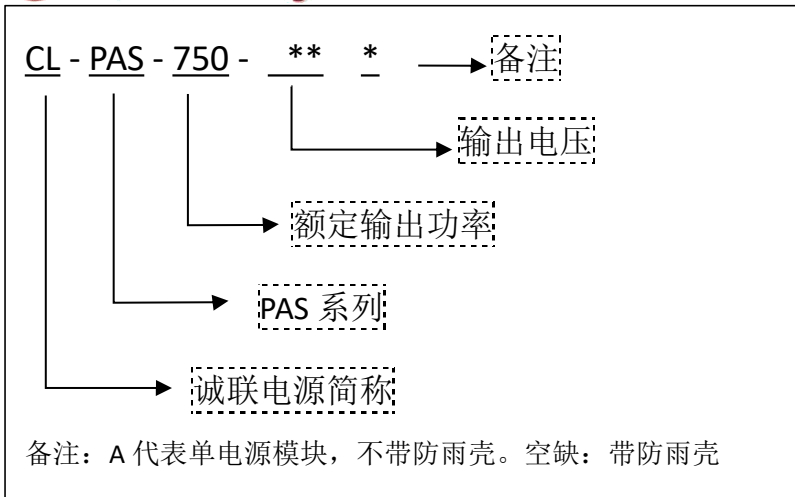 CL - PAS - 750 - ** * 备注
输出电压
额定输出功率
PAS 系列
诚联电源简称
备注：A 代表单电源模块，不带防雨壳。空缺：带防雨壳